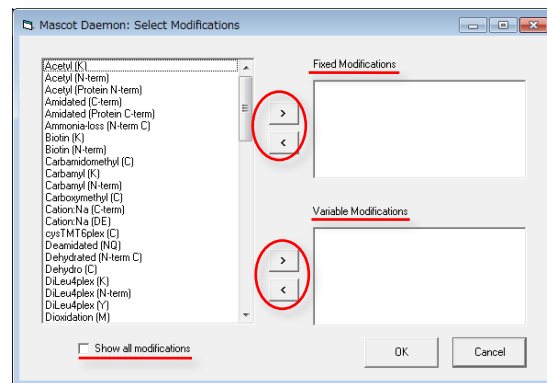 Mascot Daemon: Select Modifications
Acetyl (K)
Acetyl (N-term)
Acetyl (Protein N-term)
Amidated (C-term)
Amidated (Protein C-term)
Ammonia-loss (N-term C)
Biotin (K)
Biotin (N-term)
Carbamidomethyl (C)
Carbamyl (K)
Carbamyl (N-term)
Carboxymethyl (C)
Cation:Na (C-term)
Cation:Na (DE)
cysTMT6plex (C)
Deamidated (NQ)
Dehydrated (N-term C)
Dehydro (C)
DiLeu4plex (K)
DiLeu4plex (N-term)
DiLeu4plex (Y)
Dioxidation (M)
Fixed Modifications
>
<
Variable Modifications
>
<
Show all modifications
OK
Cancel